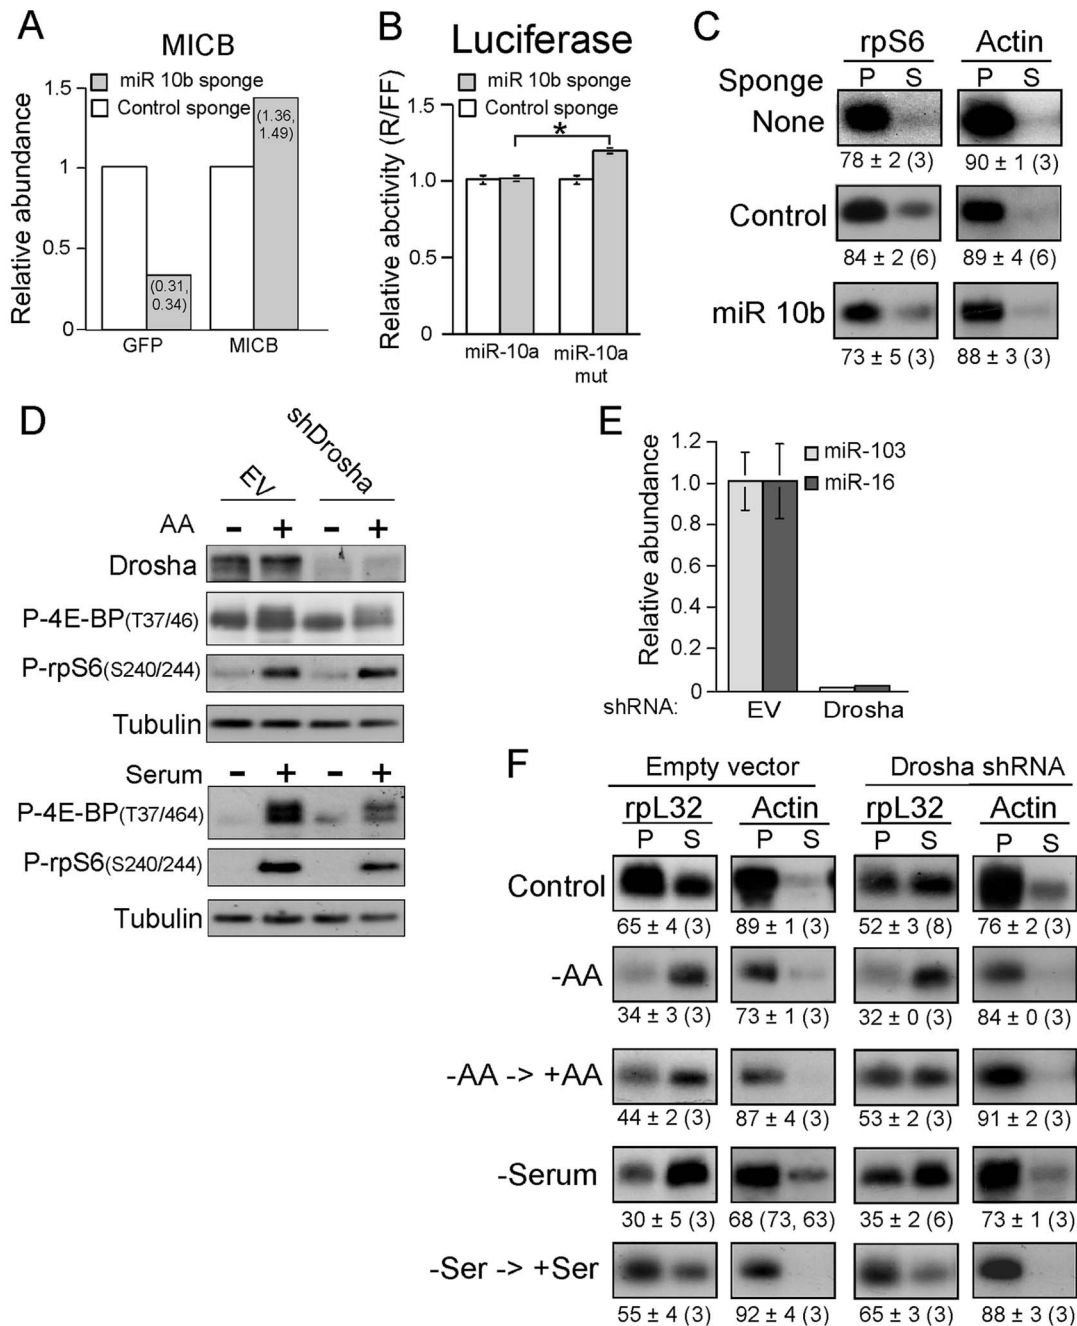 A
MICB
miR 10b sponge
Control sponge
Relative abundance
1.5
1
0.5
0
(1.36,
1.49)
(0.31,
0.34)
GFP
MICB
B
Luciferase
miR 10b sponge
Control sponge
Relative abctivity (R/FF)
1.5
1.0
0.5
0
*
miR-10a
miR-10a
mut
C
rpS6 Actin
Sponge P S P S
None
78 ± 2 (3) 90 ± 1 (3)
Control
84 ± 2 (6) 89 ± 4 (6)
miR 10b
73 ± 5 (3) 88 ± 3 (3)
D
EV shDrosha
AA - + - +
Drosha
P-4E-BP(T37/46)
P-rpS6(S240/244)
Tubulin
Serum - + - +
P-4E-BP(T37/464)
P-rpS6(S240/244)
Tubulin
E
Relative abundance
1.2
1.0
0.8
0.6
0.4
0.2
0
miR-103
miR-16
shRNA: EV Drosha
F
Empty vector Drosha shRNA
rpL32 Actin rpL32 Actin
P S P S P S P S
Control
65 ± 4 (3) 89 ± 1 (3) 52 ± 3 (8) 76 ± 2 (3)
-AA
34 ± 3 (3) 73 ± 1 (3) 32 ± 0 (3) 84 ± 0 (3)
-AA -> +AA
44 ± 2 (3) 87 ± 4 (3) 53 ± 2 (3) 91 ± 2 (3)
-Serum
30 ± 5 (3) 68 (73, 63) 35 ± 2 (6) 73 ± 1 (3)
-Ser -> +Ser
55 ± 4 (3) 92 ± 4 (3) 65 ± 3 (3) 88 ± 3 (3)